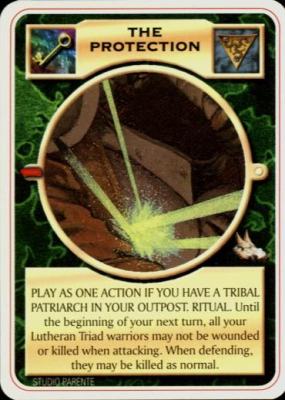 THE
PROTECTION
PLAY AS ONE ACTION IF YOU HAVE A TRIBAL
PATRIARCH IN YOUR OUTPOST. RITUAL. Until
the beginning of your next turn, all your
Lutheran Triad warriors may not be wounded
or killed when attacking. When defending,
they may be killed as normal.
STUDIO PARENTE